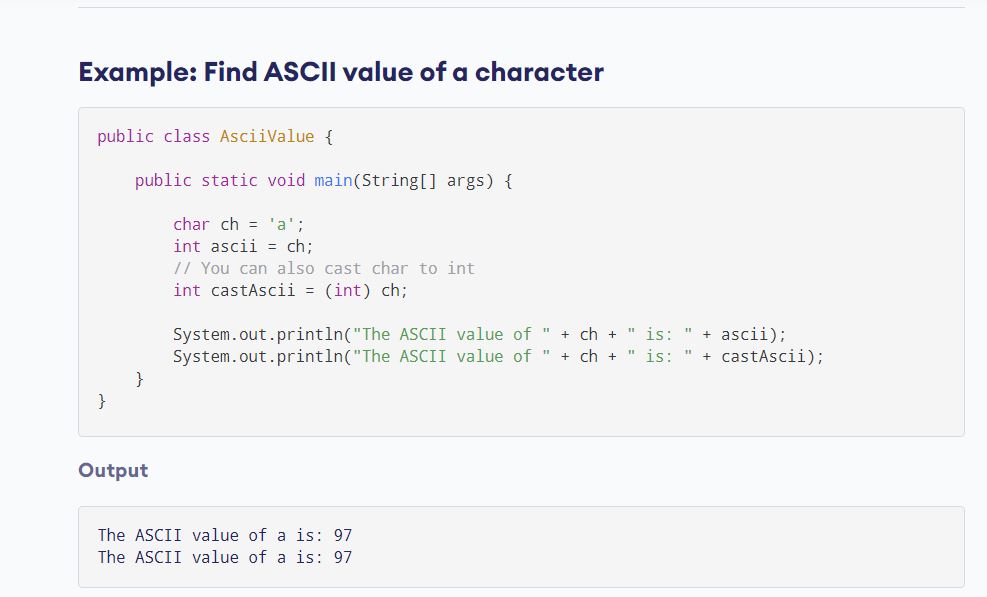 Example: Find ASCII value of a character
public class AsciiValue {
public static void main(String[] args) {
char ch = 'a';
int ascii = ch;
// You can also cast char to int
int castAscii = (int) ch;
System.out.println("The ASCII value of " + ch + " is: " + ascii);
System.out.println("The ASCII value of " + ch + " is: " + castAscii);
}
}
Output
The ASCII value of a is: 97
The ASCII value of a is: 97